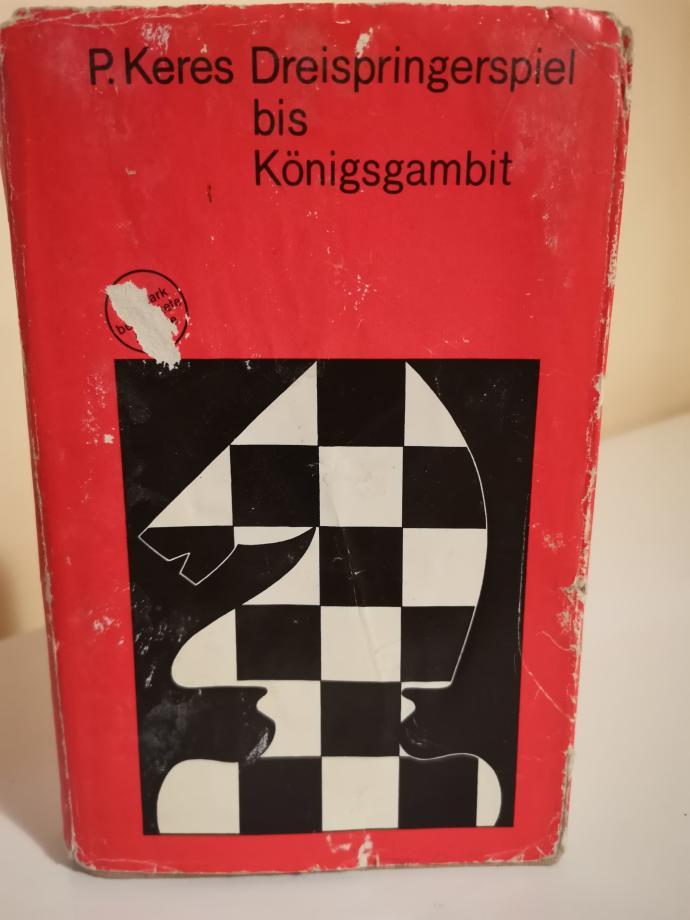 P. Keres Dreispringerspiel
bis
Königsgambit